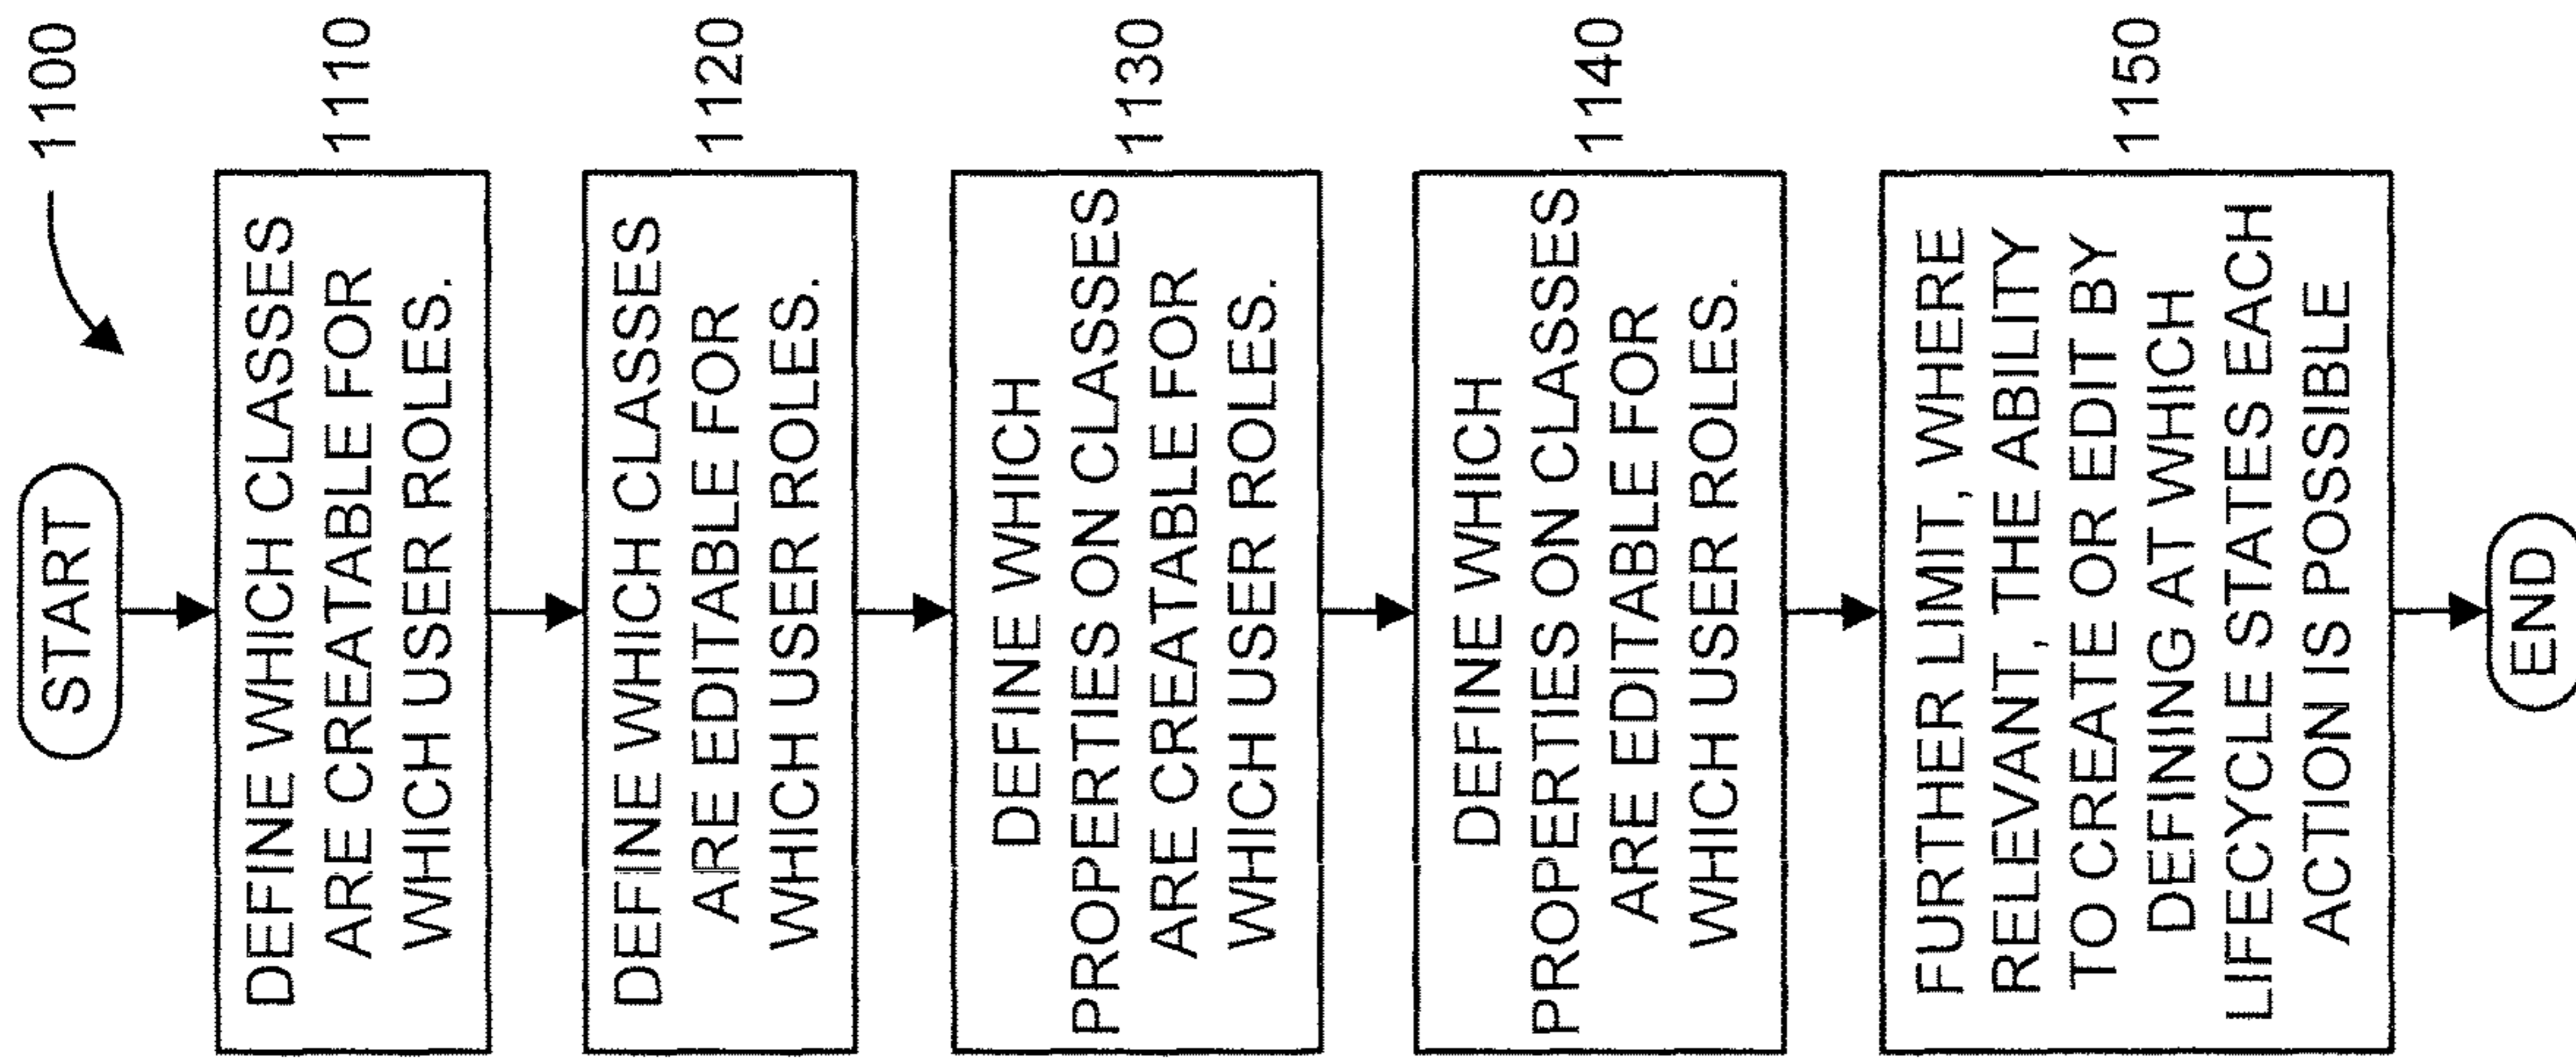 1100
START
DEFINE WHICH CLASSES
ARE CREATABLE FOR
WHICH USER ROLES.
1110
DEFINE WHICH CLASSES
ARE EDITABLE FOR
WHICH USER ROLES.
1120
DEFINE WHICH
PROPERTIES ON CLASSES
ARE CREATABLE FOR
WHICH USER ROLES.
1130
DEFINE WHICH
PROPERTIES ON CLASSES
ARE EDITABLE FOR
WHICH USER ROLES.
1140
FURTHER LIMIT, WHERE
RELEVANT, THE ABILITY
TO CREATE OR EDIT BY
DEFINING AT WHICH
LIFECYCLE STATES EACH
ACTION IS POSSIBLE
1150
END